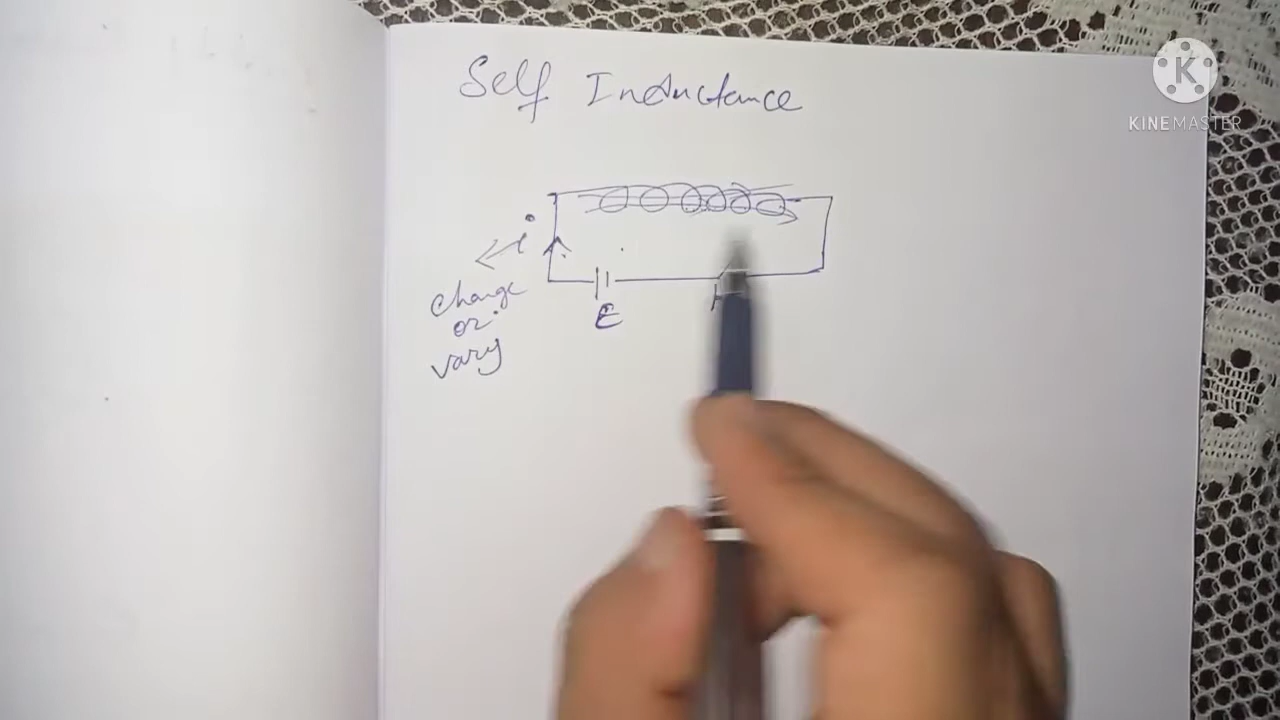 Self Inductance
K
KINEMASTER
i
change
or
vary
E